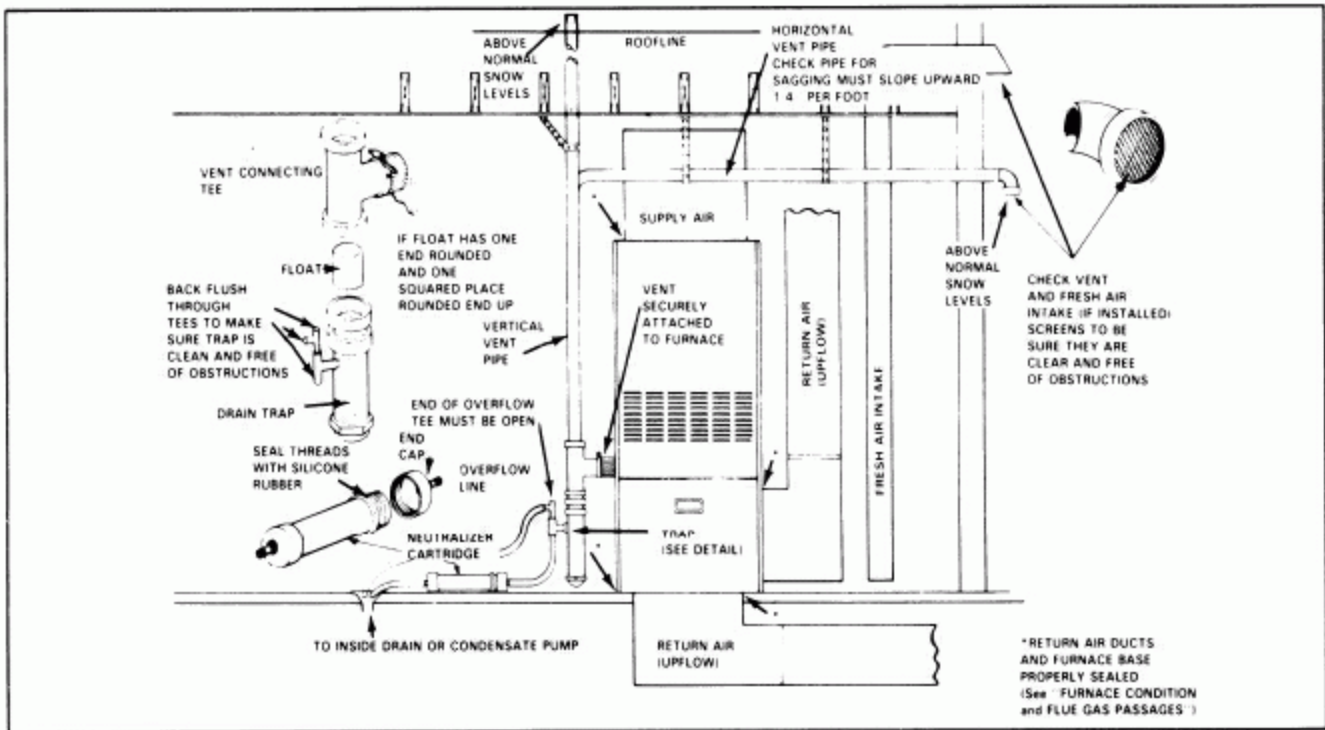 ABOVE
NORMAL
SNOW
LEVELS
ROOFLINE
HORIZONTAL
VENT PIPE
CHECK PIPE FOR
SAGGING MUST SLOPE UPWARD
1 4 PER FOOT
VENT CONNECTING
TEE
FLOAT
IF FLOAT HAS ONE
END ROUNDED
AND ONE
SQUARED PLACE
ROUNDED END UP
BACK FLUSH
THROUGH
TEES TO MAKE
SURE TRAP IS
CLEAN AND FREE
OF OBSTRUCTIONS
DRAIN TRAP
SUPPLY AIR
VENT
SECURELY
ATTACHED
TO FURNACE
VERTICAL
VENT
PIPE
RETURN AIR
(UPFLOW)
FRESH AIR INTAKE
ABOVE
NORMAL
SNOW
LEVELS
CHECK VENT
AND FRESH AIR
INTAKE (IF INSTALLED)
SCREENS TO BE
SURE THEY ARE
CLEAR AND FREE
OF OBSTRUCTIONS
END OF OVERFLOW
TEE MUST BE OPEN
END
CAP
OVERFLOW
LINE
SEAL THREADS
WITH SILICONE
RUBBER
NEUTRALIZER
CARTRIDGE
TRAP
(SEE DETAIL)
TO INSIDE DRAIN OR CONDENSATE PUMP
RETURN AIR
(UPFLOW)
*RETURN AIR DUCTS
AND FURNACE BASE
PROPERLY SEALED
(See "FURNACE CONDITION
and FLUE GAS PASSAGES")